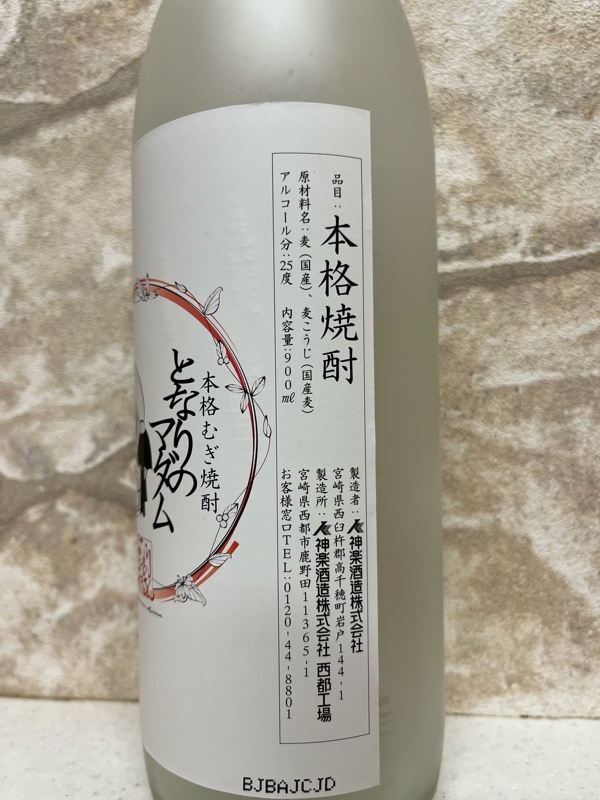 品目:本格焼酎
原材料名:麦(国産)、麦こうじ(国産麦)
アルコール分:25度 内容量:900㎖
製造者:神楽酒造株式会社
宮崎県西臼杵郡高千穂町岩戸144-1
製造所:神楽酒造株式会社 西都工場
宮崎県西都市鹿野田11365-1
お客様窓口TEL:0120-44-8801
本格むぎ焼酎
となりの
マダム
BJBAJCJD